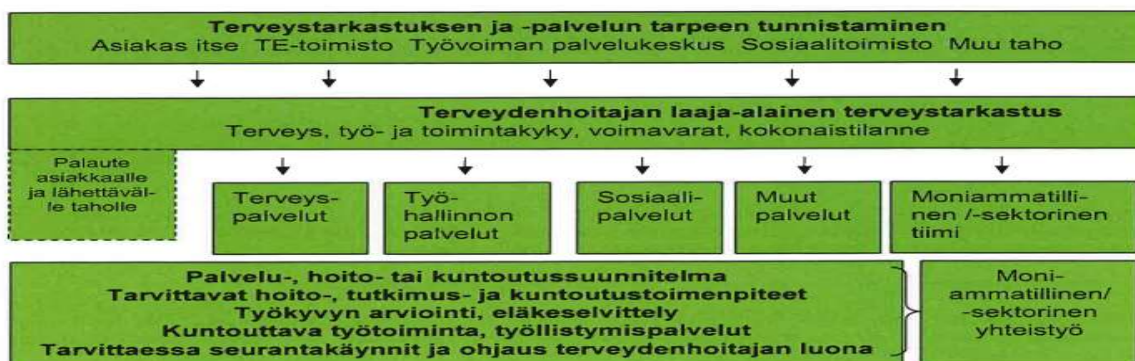 Terveystarkastuksen ja -palvelun tarpeen tunnistaminen
Asiakas itse TE-toimisto Työvoiman palvelukeskus Sosiaalitoimisto Muu taho
Terveydenhoitajan laaja-alainen terveystarkastus
Terveys, työ- ja toimintakyky, voimavarat, kokonaistilanne
Palaute
asiakkaalle
ja lähettäväl-
le taholle
Terveys-
palvelut
Työ-
hallinnon
palvelut
Sosiaali-
palvelut
Muut
palvelut
Moniammatilli-
nen /-sektorinen
tiimi
Palvelu-, hoito- tai kuntoutussuunnitelma
Tarvittavat hoito-, tutkimus- ja kuntoutustoimenpiteet
Työkyvyn arviointi, eläkeselvittely
Kuntouttava työtoiminta, työllistymispalvelut
Tarvittaessa seurantakäynnit ja ohjaus terveydenhoitajan luona
Moni-
ammatillinen/
-sektorinen
yhteistyö